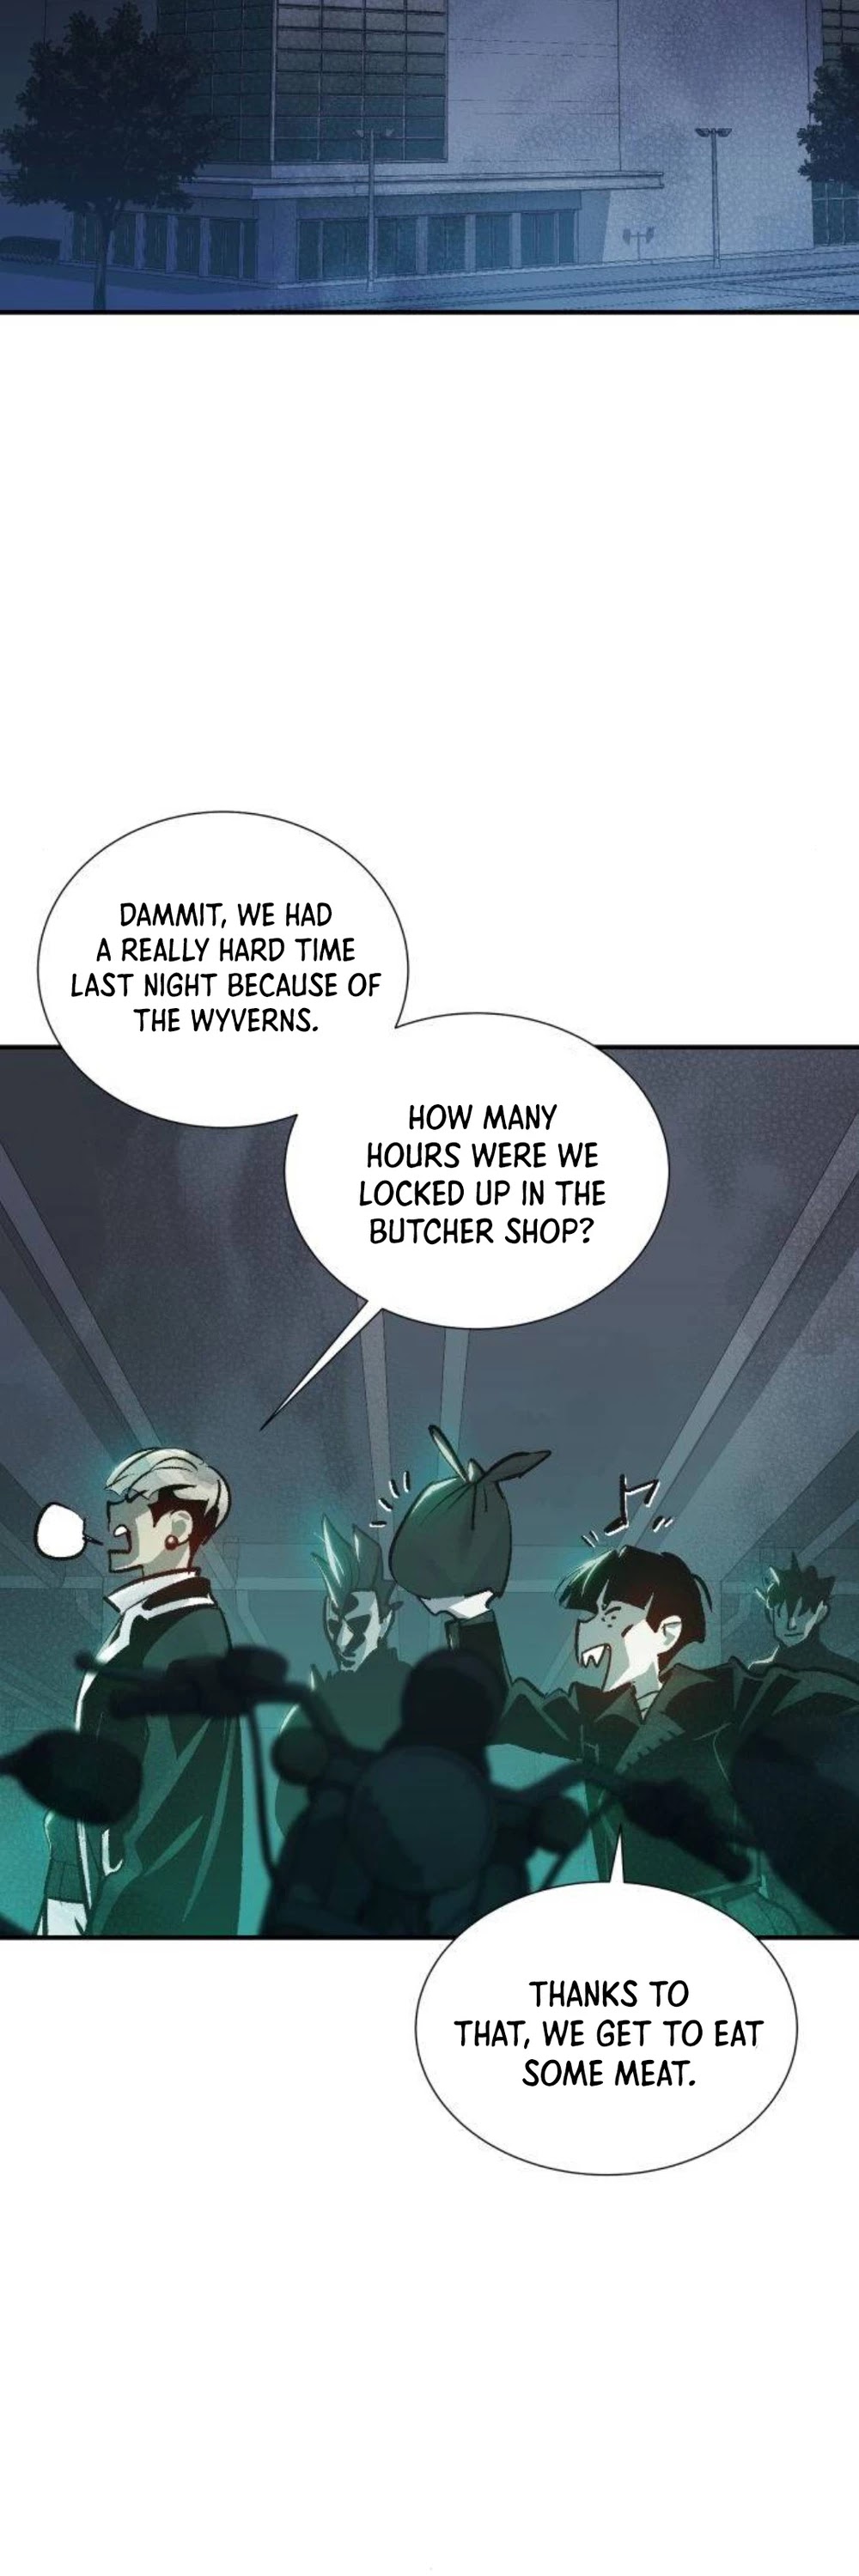 DAMMIT, WE HAD
A REALLY HARD TIME
LAST NIGHT BECAUSE OF
THE WYVERNS.
HOW MANY
HOURS WERE WE
LOCKED UP IN THE
BUTCHER SHOP?
THANKS TO
THAT, WE GET TO EAT
SOME MEAT.